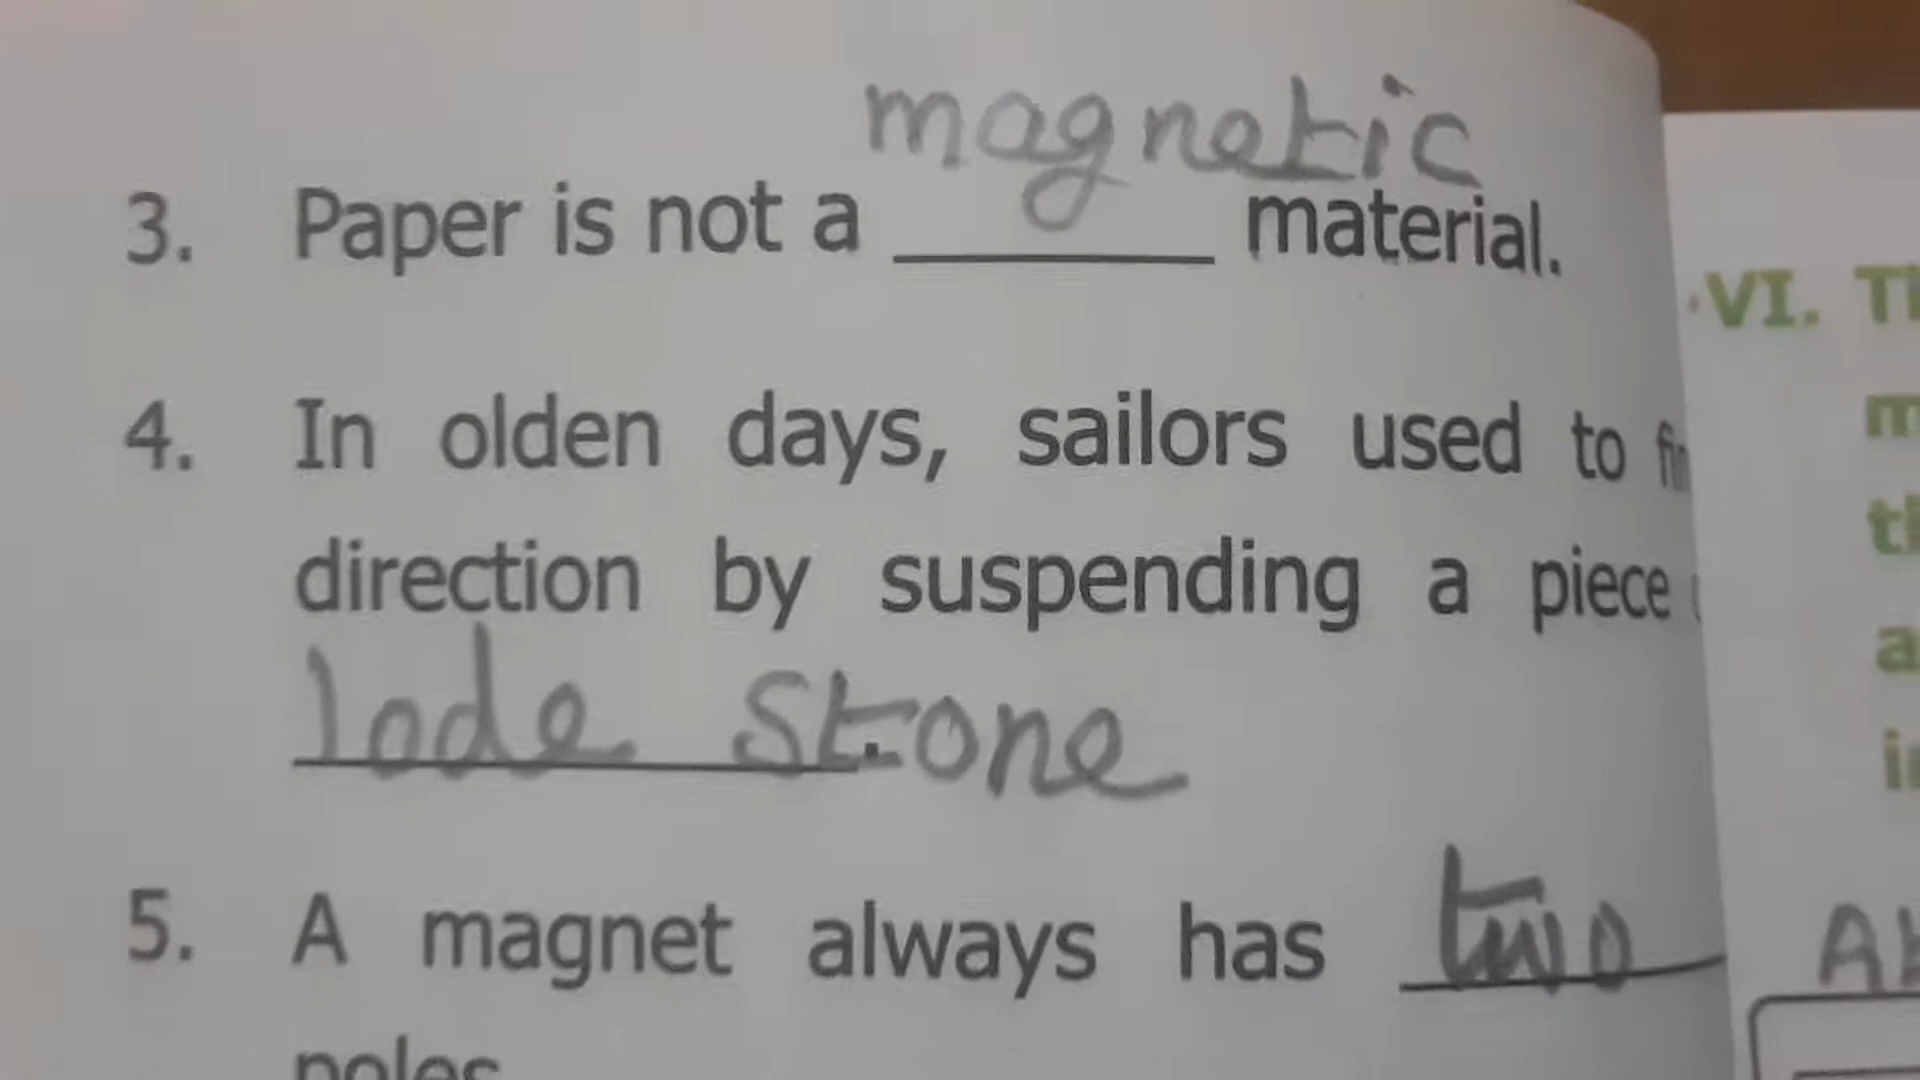 magnetic
3. Paper is not a ________ material.
4. In olden days, sailors used to
direction by suspending a piece
lode stone.
5. A magnet always has two
poles
VI.